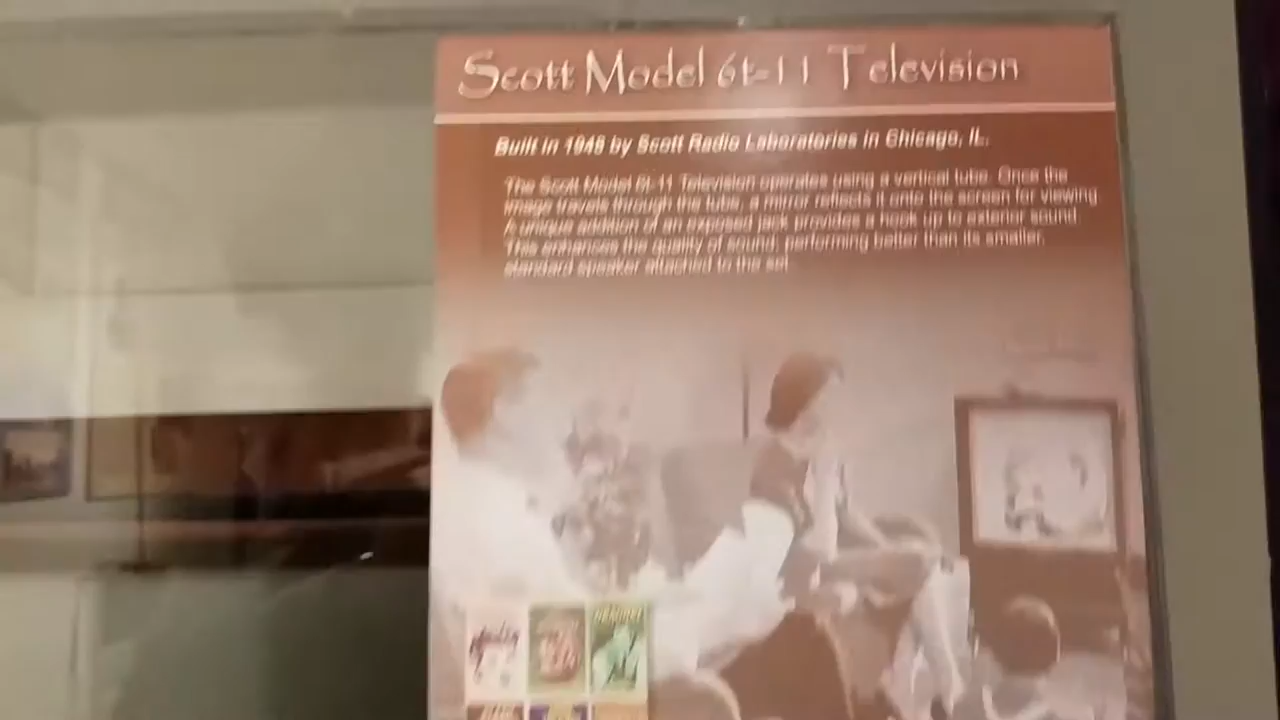 Scott Model 6t-11 Television
Built in 1948 by Scott Radio Laboratories in Chicago, IL.
The Scott Model 6t-11 Television operates using a vertical tube. Once the
image travels through the tube, a mirror reflects it onto the screen for viewing
A unique addition of an exposed jack provides a hook up to exterior sound
This enhances the quality of sound, performing better than its smaller,
standard speaker attached to the set